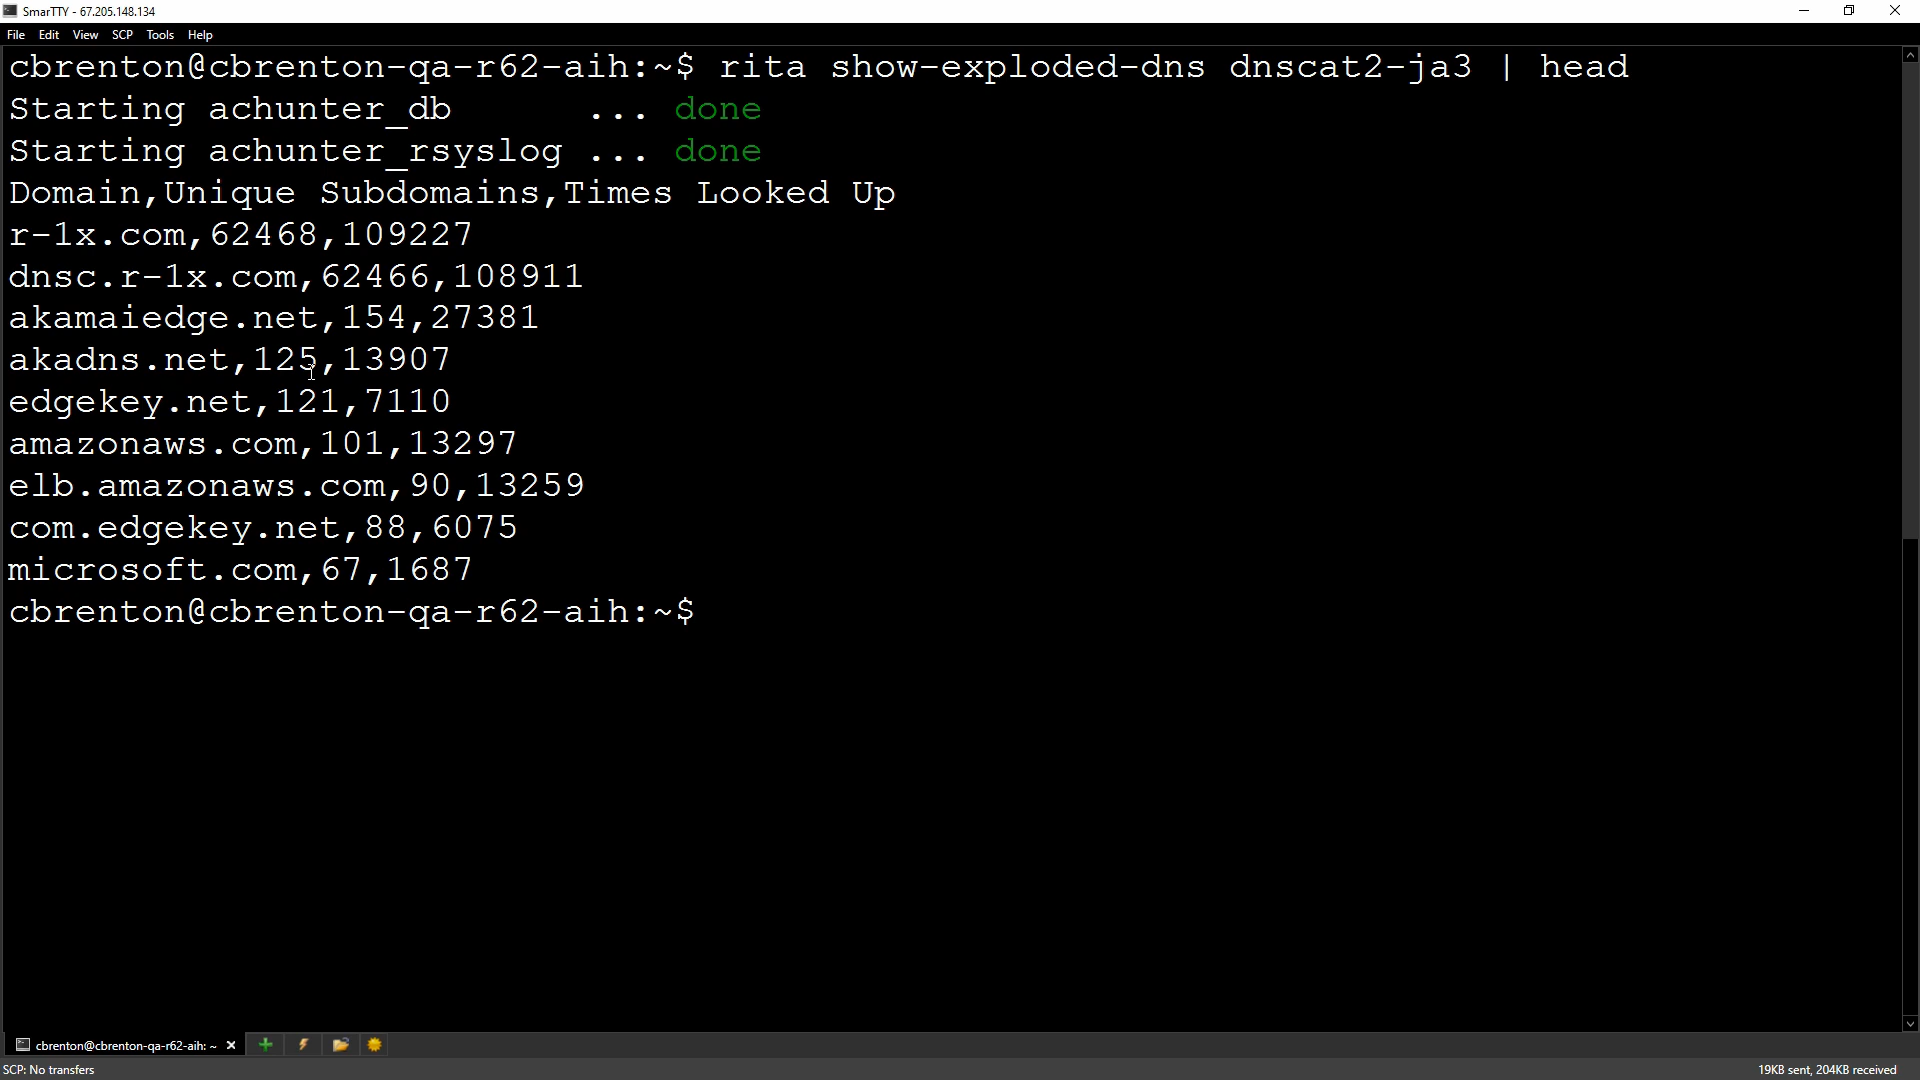 SmarTTY - 67.205.148.134
File Edit View SCP Tools Help
cbrenton@cbrenton-qa-r62-aih:~$ rita show-exploded-dns dnscat2-ja3 | head
Starting achunter_db ... done
Starting achunter_rsyslog ... done
Domain,Unique Subdomains,Times Looked Up
r-1x.com,62468,109227
dnsc.r-1x.com,62466,108911
akamaiedge.net,154,27381
akadns.net,125,13907
edgekey.net,121,7110
amazonaws.com,101,13297
elb.amazonaws.com,90,13259
com.edgekey.net,88,6075
microsoft.com,67,1687
cbrenton@cbrenton-qa-r62-aih:~$
cbrenton@cbrenton-qa-r62-aih: ~
SCP: No transfers 19KB sent, 204KB received